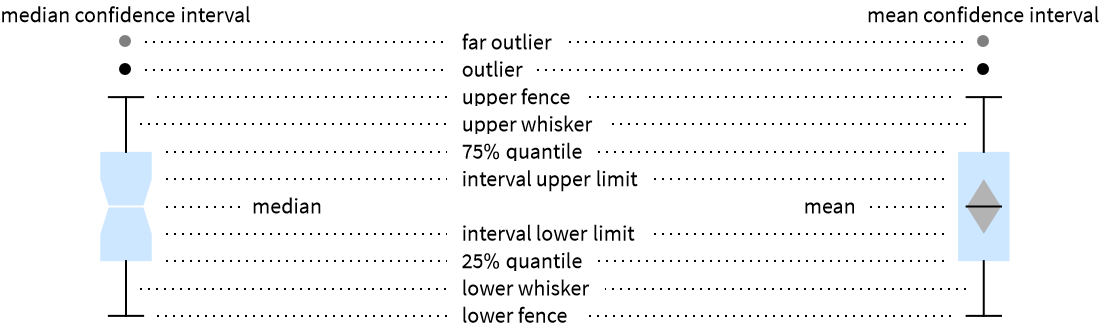 median confidence interval
mean confidence interval
far outlier
outlier
upper fence
upper whisker
75% quantile
interval upper limit
median
mean
interval lower limit
25% quantile
lower whisker
lower fence